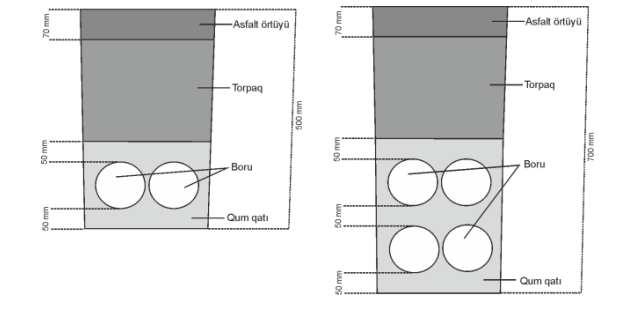 70 mm
Asfalt örtüyü
Torpaq
500 mm
50 mm
Boru
50 mm
Qum qatı
70 mm
Asfalt örtüyü
Torpaq
700 mm
50 mm
Boru
50 mm
50 mm
Qum qatı